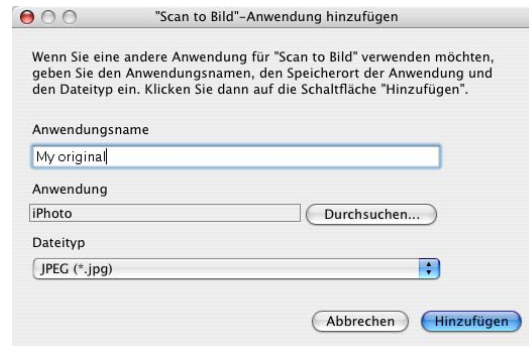 "Scan to Bild"-Anwendung hinzufügen
Wenn Sie eine andere Anwendung für "Scan to Bild" verwenden möchten,
geben Sie den Anwendungsnamen, den Speicherort der Anwendung und
den Dateityp ein. Klicken Sie dann auf die Schaltfläche "Hinzufügen".
Anwendungsname
My original
Anwendung
iPhoto
Durchsuchen...
Dateityp
JPEG (*.jpg)
Abbrechen
Hinzufügen